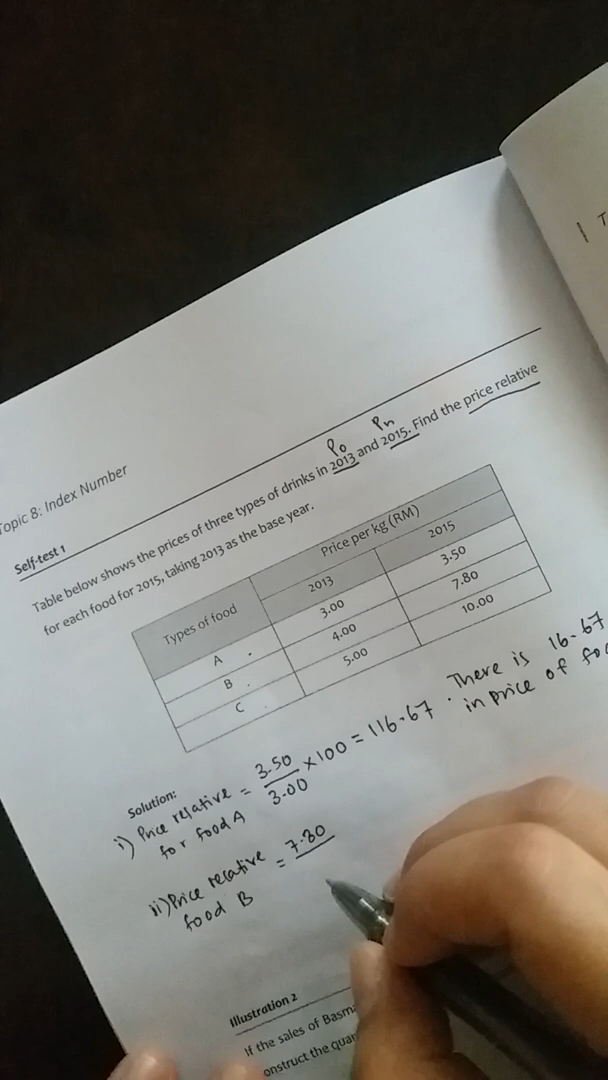 Topic 8: Index Number
Self-test 1
Po Pn
Table below shows the prices of three types of drinks in 2013 and 2015. Find the price relative
for each food for 2015, taking 2013 as the base year.
Types of food Price per kg (RM)
2013 2015
A 3.00 3.50
B 4.00 7.80
C 5.00 10.00
Solution:
i) Price relative = 3.50/3.00 ×100 = 116.67. There is 16.67
for food A in price of
ii) Price relative = 7.80
food B
Illustration 2
If the sales of
the